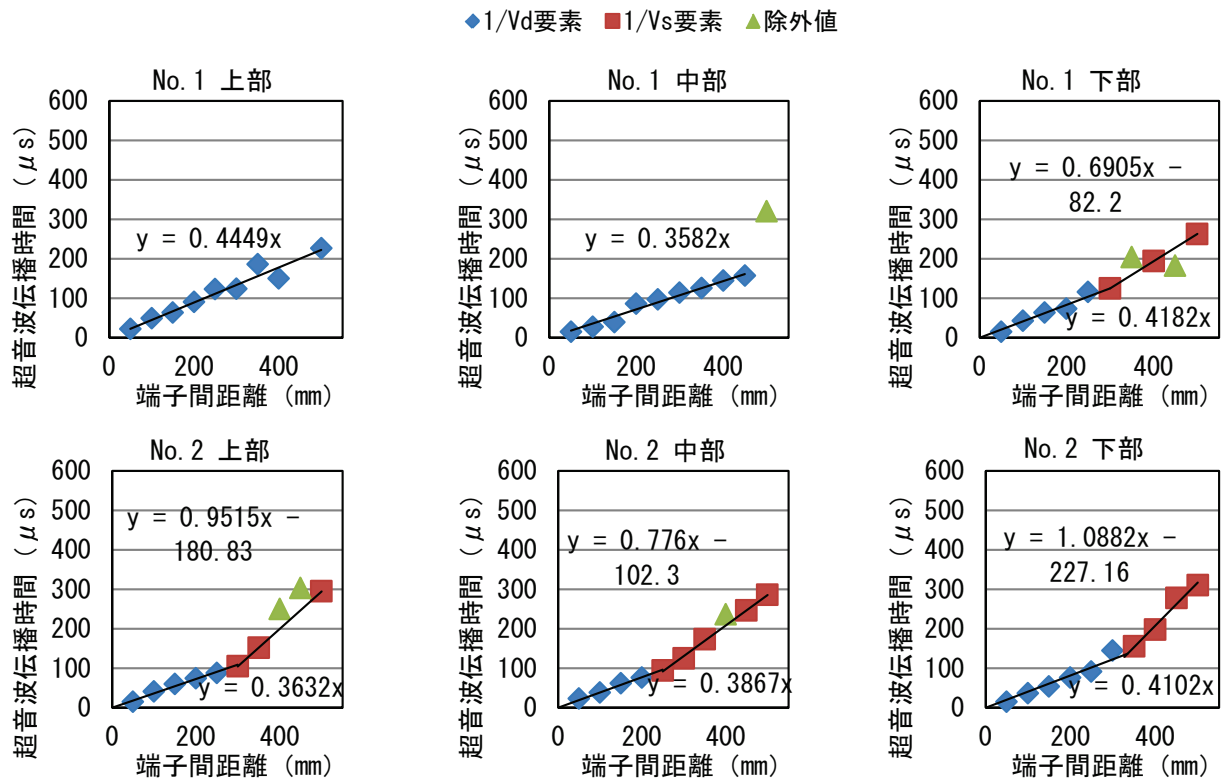 ◆1/Vd要素 ■1/Vs要素 ▲除外値
No.1 上部
600
500
400
300
200
100
0
0 200 400
超音波伝播時間 (μs)
端子間距離 (mm)
y = 0.4449x
No.1 中部
600
500
400
300
200
100
0
0 200 400
超音波伝播時間 (μs)
端子間距離 (mm)
y = 0.3582x
No.1 下部
600
500
400
300
200
100
0
0 200 400
超音波伝播時間 (μs)
端子間距離 (mm)
y = 0.6905x -
82.2
y = 0.4182x
No.2 上部
600
500
400
300
200
100
0
0 200 400
超音波伝播時間 (μs)
端子間距離 (mm)
y = 0.9515x -
180.83
y = 0.3632x
No.2 中部
600
500
400
300
200
100
0
0 200 400
超音波伝播時間 (μs)
端子間距離 (mm)
y = 0.776x -
102.3
y = 0.3867x
No.2 下部
600
500
400
300
200
100
0
0 200 400
超音波伝播時間 (μs)
端子間距離 (mm)
y = 1.0882x -
227.16
y = 0.4102x